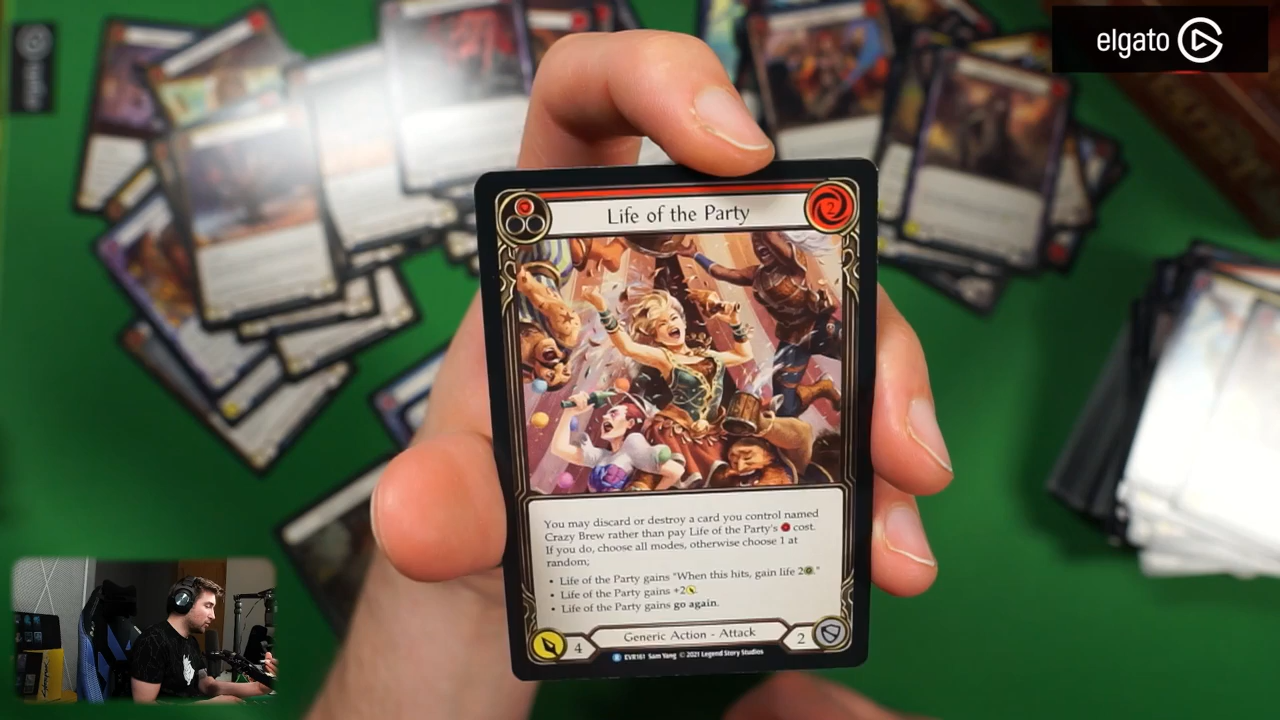 elgato
2
Life of the Party
You may discard or destroy a card you control named
Crazy Brew rather than pay Life of the Party's cost.
If you do, choose all modes, otherwise choose 1 at
random;
• Life of the Party gains "When this hits, gain life 2."
• Life of the Party gains +2.
• Life of the Party gains go again.
4
Generic Action - Attack
2
R EVR161 Sam Yang © 2021 Legend Story Studios